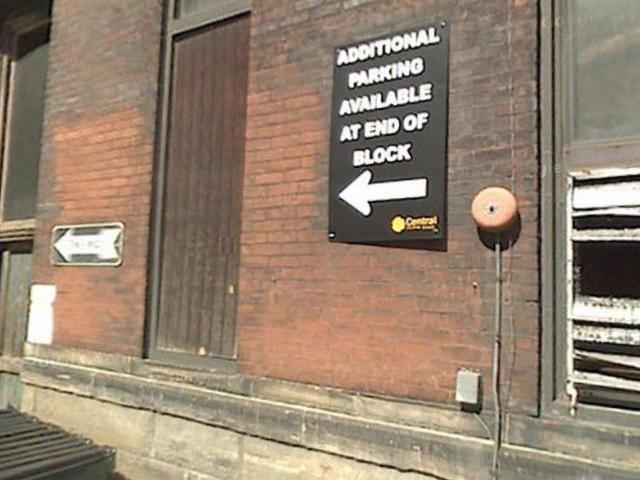 ADDITIONAL
PARKING
AVAILABLE
AT END OF
BLOCK
Central